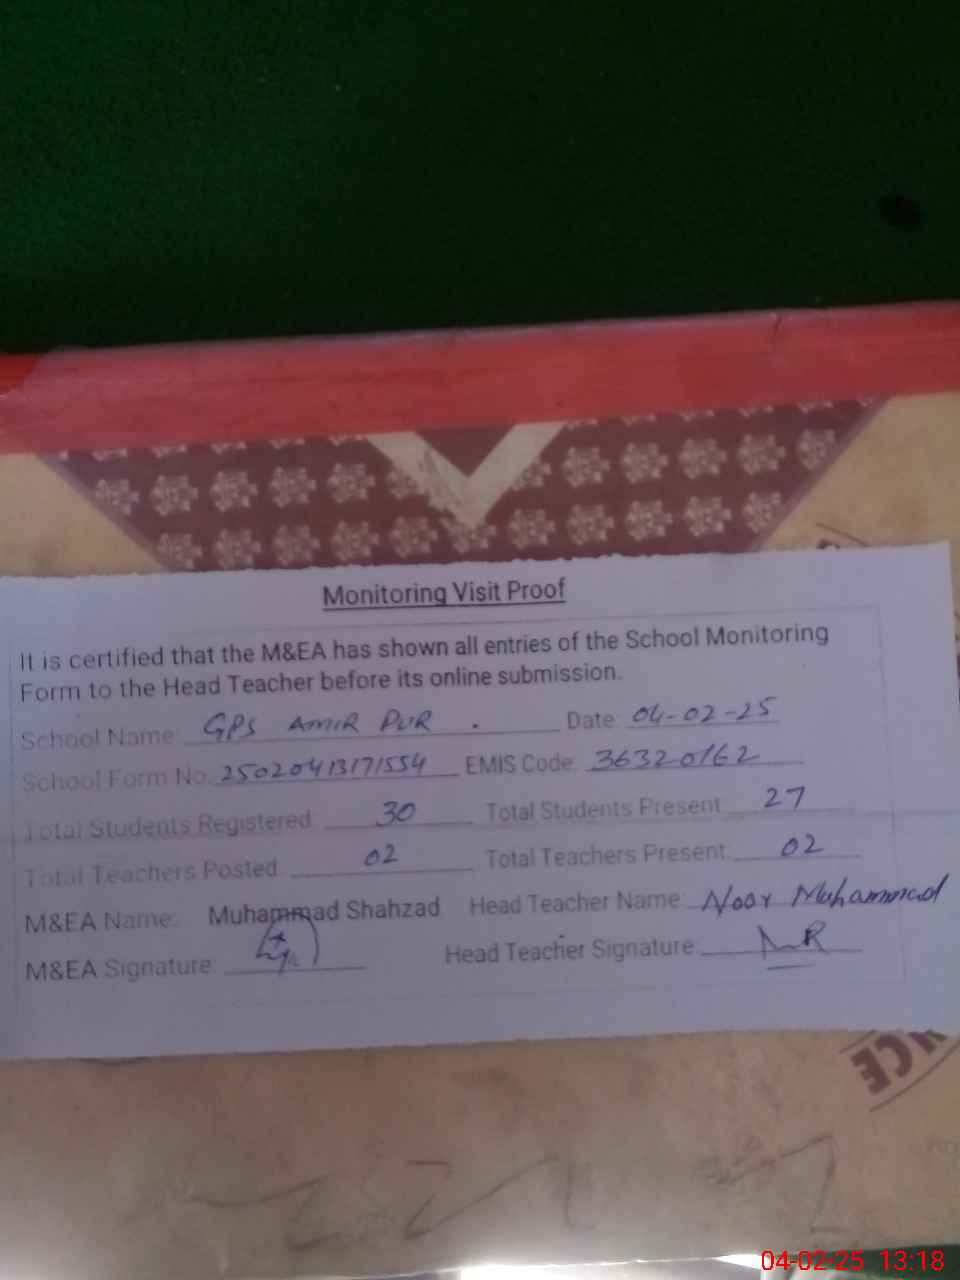 Monitoring Visit Proof
It is certified that the M&EA has shown all entries of the School Monitoring
Form to the Head Teacher before its online submission.
School Name: GPS AMIR PUR . Date: 04-02-25
School Form No. 25020413171554 EMIS Code: 36320162
Total Students Registered: 30 Total Students Present: 27
Total Teachers Posted: 02 Total Teachers Present: 02
M&EA Name: Muhammad Shahzad Head Teacher Name: Noor Muhammad
M&EA Signature: Head Teacher Signature:
04-02-25 13:18